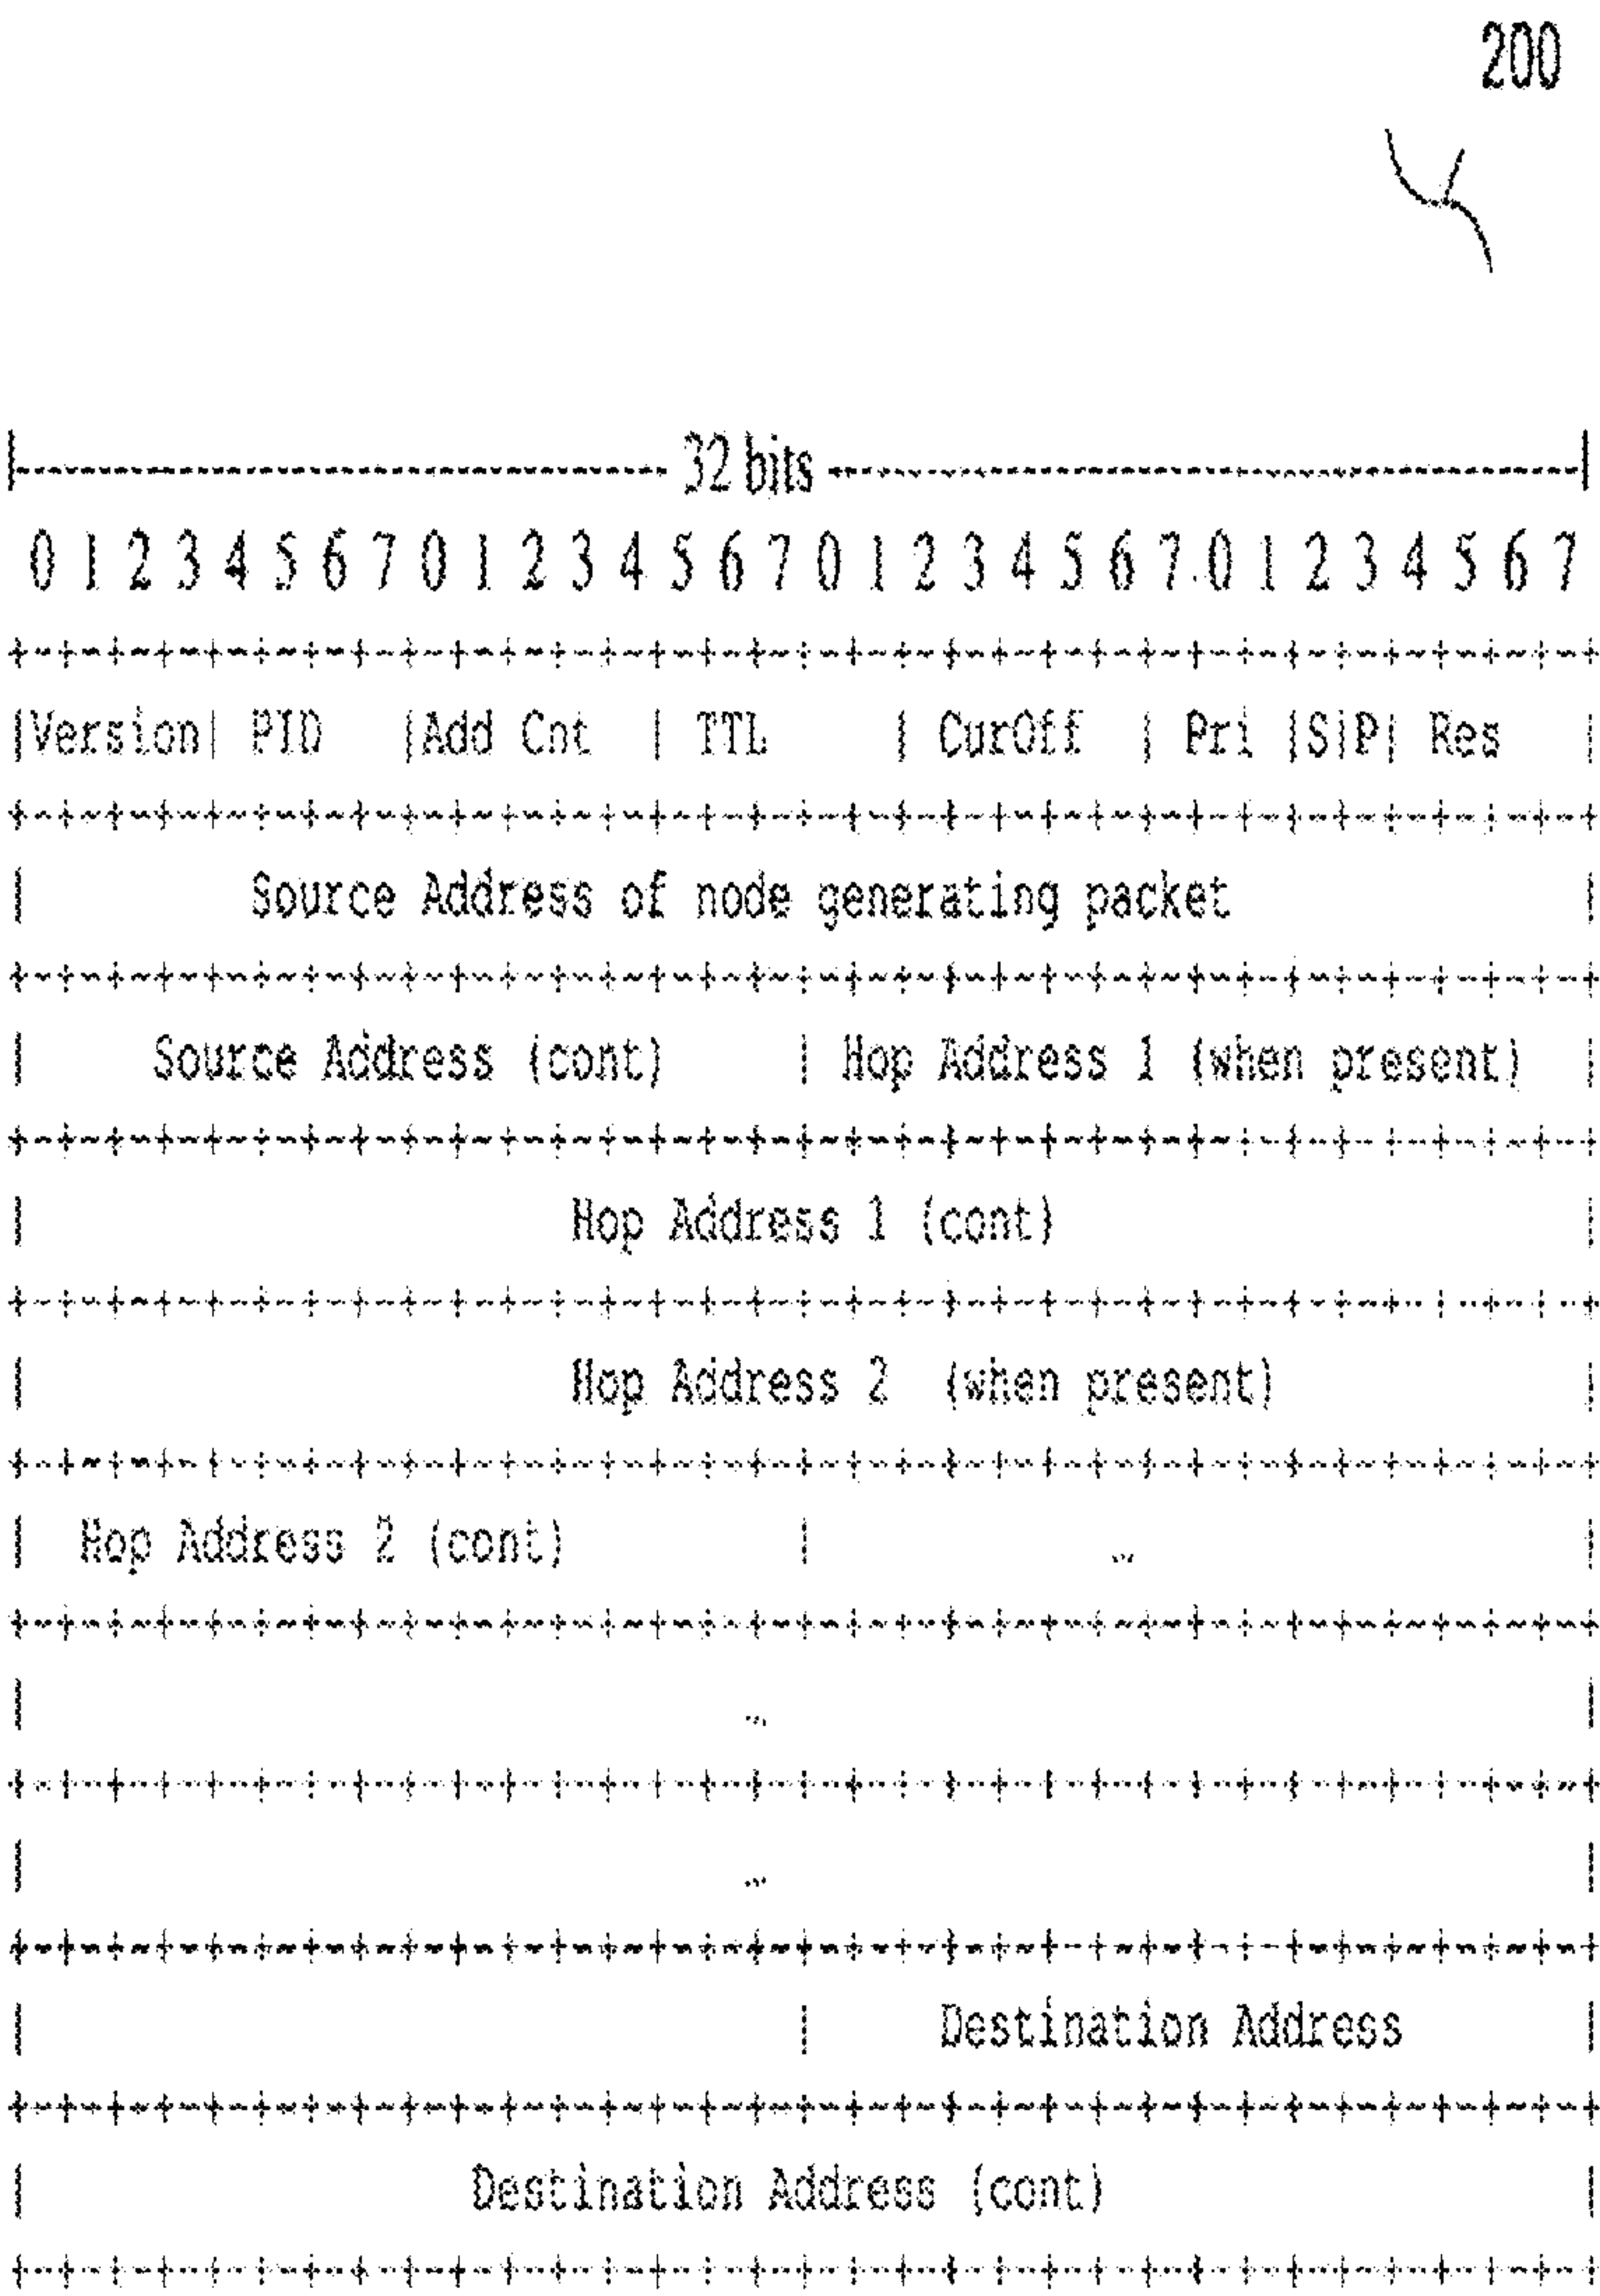 200
|-------------------------------- 32 bits --------------------------------|
0 1 2 3 4 5 6 7 0 1 2 3 4 5 6 7 0 1 2 3 4 5 6 7 0 1 2 3 4 5 6 7
+-+-+-+-+-+-+-+-+-+-+-+-+-+-+-+-+-+-+-+-+-+-+-+-+-+-+-+-+-+-+-+-+
|Version| PID   |Add Cnt  | TTL     | CurOff  | Pri |S|P| Res   |
+-+-+-+-+-+-+-+-+-+-+-+-+-+-+-+-+-+-+-+-+-+-+-+-+-+-+-+-+-+-+-+-+
|         Source Address of node generating packet              |
+-+-+-+-+-+-+-+-+-+-+-+-+-+-+-+-+-+-+-+-+-+-+-+-+-+-+-+-+-+-+-+-+
|     Source Address (cont)     | Hop Address 1 (when present)  |
+-+-+-+-+-+-+-+-+-+-+-+-+-+-+-+-+-+-+-+-+-+-+-+-+-+-+-+-+-+-+-+-+
|                      Hop Address 1 (cont)                     |
+-+-+-+-+-+-+-+-+-+-+-+-+-+-+-+-+-+-+-+-+-+-+-+-+-+-+-+-+-+-+-+-+
|                      Hop Address 2  (when present)            |
+-+-+-+-+-+-+-+-+-+-+-+-+-+-+-+-+-+-+-+-+-+-+-+-+-+-+-+-+-+-+-+-+
|  Hop Address 2 (cont)         |            …                  |
+-+-+-+-+-+-+-+-+-+-+-+-+-+-+-+-+-+-+-+-+-+-+-+-+-+-+-+-+-+-+-+-+
|                             …                                 |
+-+-+-+-+-+-+-+-+-+-+-+-+-+-+-+-+-+-+-+-+-+-+-+-+-+-+-+-+-+-+-+-+
|                             …                                 |
+-+-+-+-+-+-+-+-+-+-+-+-+-+-+-+-+-+-+-+-+-+-+-+-+-+-+-+-+-+-+-+-+
|                               |     Destination Address       |
+-+-+-+-+-+-+-+-+-+-+-+-+-+-+-+-+-+-+-+-+-+-+-+-+-+-+-+-+-+-+-+-+
|                  Destination Address (cont)                   |
+-+-+-+-+-+-+-+-+-+-+-+-+-+-+-+-+-+-+-+-+-+-+-+-+-+-+-+-+-+-+-+-+